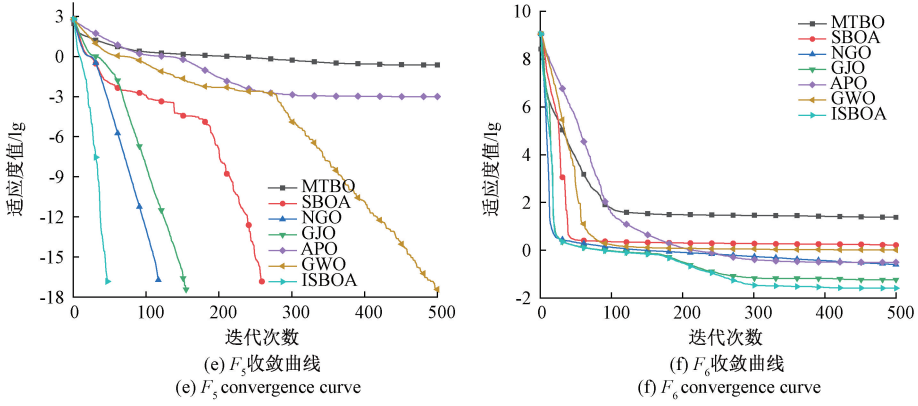 3
0
-3
-6
-9
-12
-15
-18
适应度值/lg
MTBO
SBOA
NGO
GJO
APO
GWO
ISBOA
0 100 200 300 400 500
迭代次数
(e) F5收敛曲线
(e) F5 convergence curve
10
8
6
4
2
0
-2
适应度值/lg
MTBO
SBOA
NGO
GJO
APO
GWO
ISBOA
0 100 200 300 400 500
迭代次数
(f) F6收敛曲线
(f) F6 convergence curve